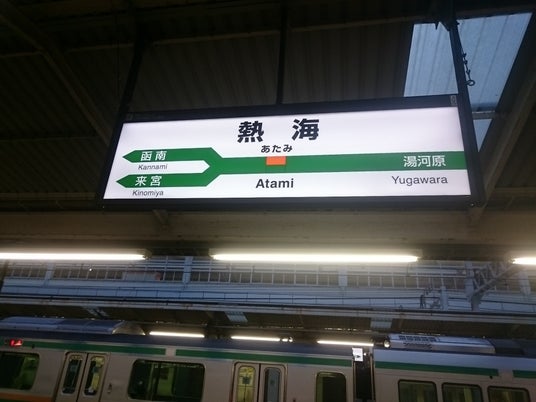 熱海
あたみ
Atami
函南
Kannami
来宮
Kinomiya
湯河原
Yugawara